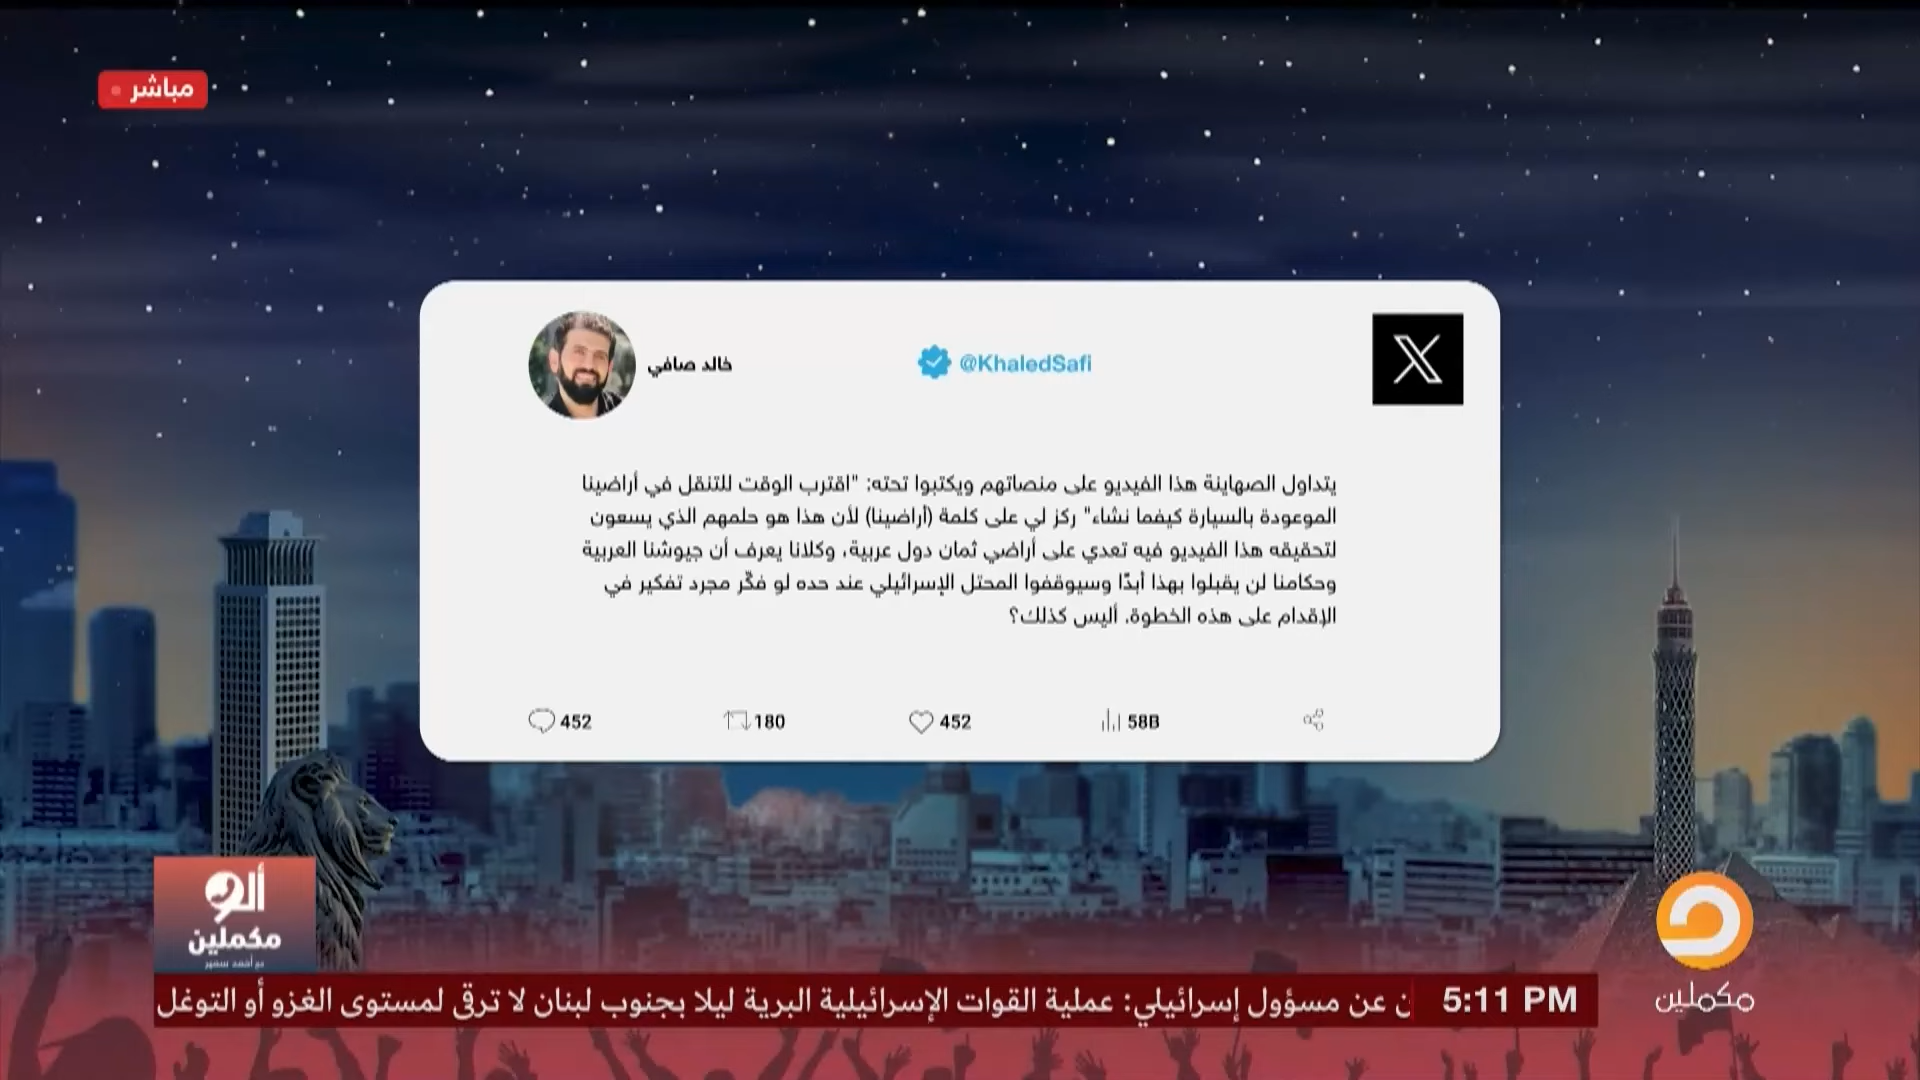 مباشر
خالد صافي
@KhaledSafi
يتداول الصهاينة هذا الفيديو على منصاتهم ويكتبوا تحته: "اقترب الوقت للتنقل في أراضينا
الموعودة بالسيارة كيفما نشاء" ركز لي على كلمة (أراضينا) لأن هذا هو حلمهم الذي يسعون
لتحقيقه هذا الفيديو فيه تعدي على أراضي ثمان دول عربية، وكلانا يعرف أن جيوشنا العربية
وحكامنا لن يقبلوا بهذا أبدًا وسيوقفوا المحتل الإسرائيلي عند حده لو فكّر مجرد تفكير في
الإقدام على هذه الخطوة. أليس كذلك؟
452
180
452
58B
ألو
مكملين
مع أحمد سمير
5:11 PM
ن عن مسؤول إسرائيلي: عملية القوات الإسرائيلية البرية ليلا بجنوب لبنان لا ترقى لمستوى الغزو أو التوغل
مكملين